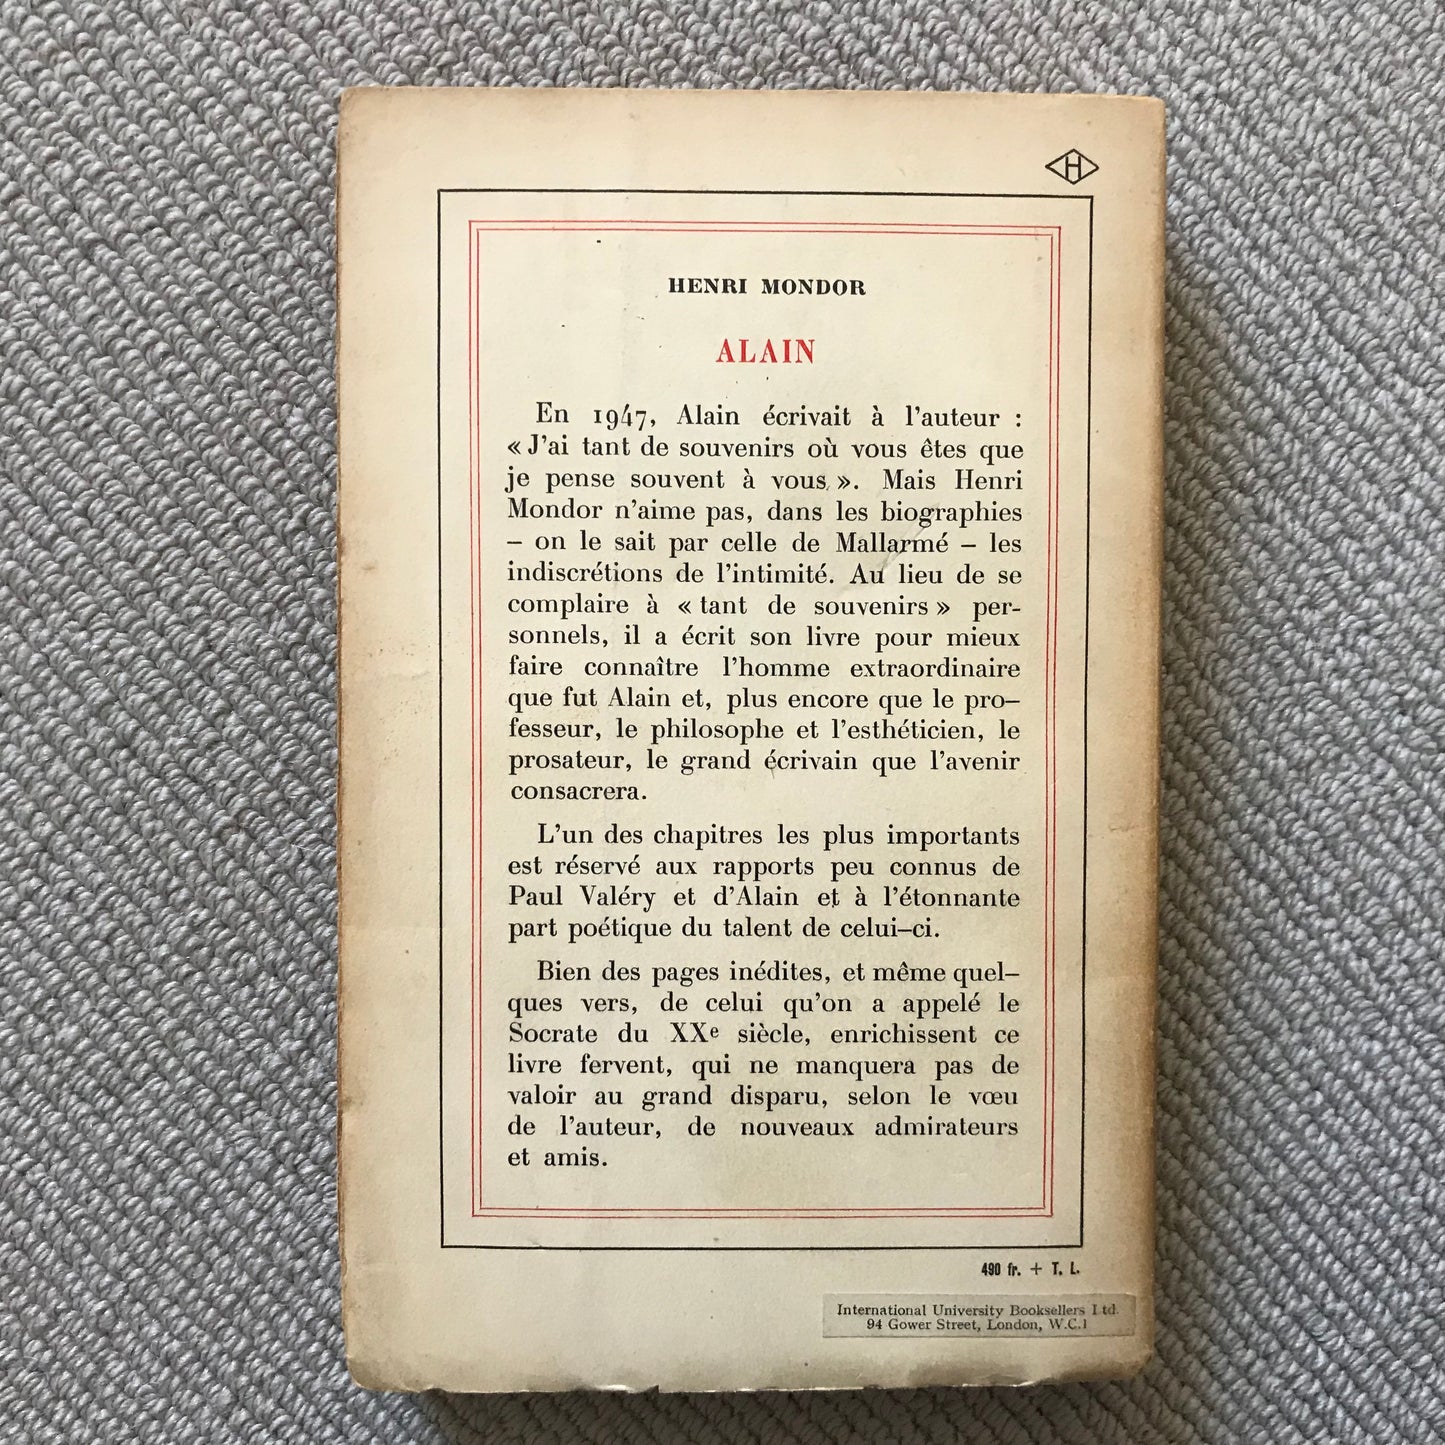 H
HENRI MONDOR
ALAIN
En 1947, Alain écrivait à l'auteur :
« J'ai tant de souvenirs où vous êtes que
je pense souvent à vous. ». Mais Henri
Mondor n'aime pas, dans les biographies
– on le sait par celle de Mallarmé – les
indiscrétions de l'intimité. Au lieu de se
complaire à « tant de souvenirs » per-
sonnels, il a écrit son livre pour mieux
faire connaître l'homme extraordinaire
que fut Alain et, plus encore que le pro-
fesseur, le philosophe et l'esthéticien, le
prosateur, le grand écrivain que l'avenir
consacrera.
L'un des chapitres les plus importants
est réservé aux rapports peu connus de
Paul Valéry et d'Alain et à l'étonnante
part poétique du talent de celui-ci.
Bien des pages inédites, et même quel-
ques vers, de celui qu'on a appelé le
Socrate du XXe siècle, enrichissent ce
livre fervent, qui ne manquera pas de
valoir au grand disparu, selon le vœu
de l'auteur, de nouveaux admirateurs
et amis.
490 fr. + T. L.
International University Booksellers Ltd.
94 Gower Street, London, W.C.1